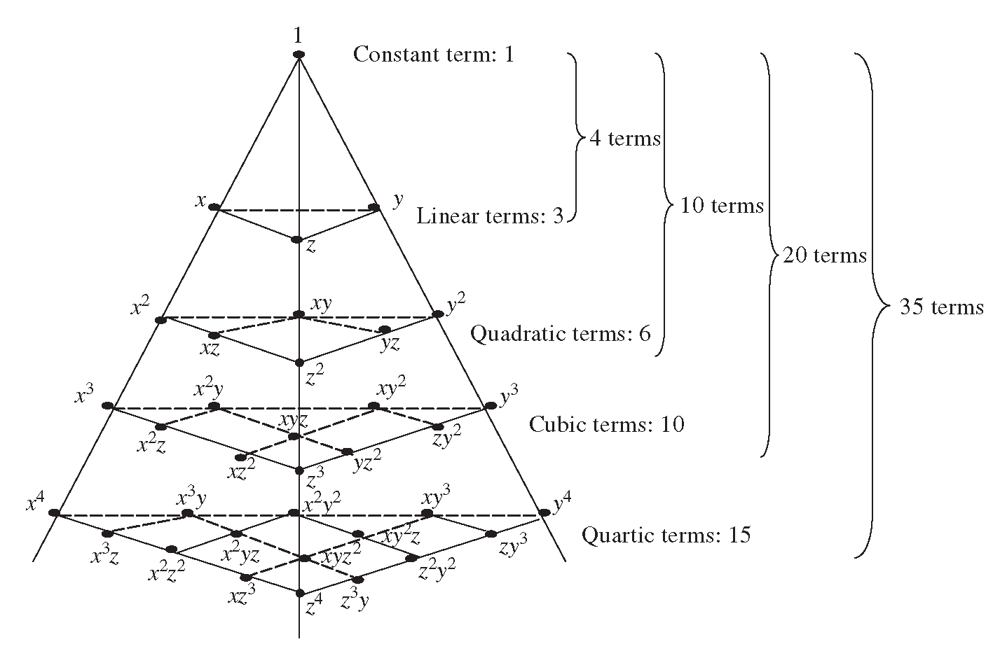 1
Constant term: 1
4 terms
x
y
Linear terms: 3
10 terms
z
20 terms
x²
xy
y²
35 terms
Quadratic terms: 6
xz
yz
z²
x³
x²y
xy²
y³
xyz
Cubic terms: 10
x²z
zy²
xz²
yz²
z³
x⁴
x³y
x²y²
xy³
y⁴
xy²z
Quartic terms: 15
x³z
x²yz
xyz²
zy³
x²z²
z²y²
xz³
z⁴
z³y